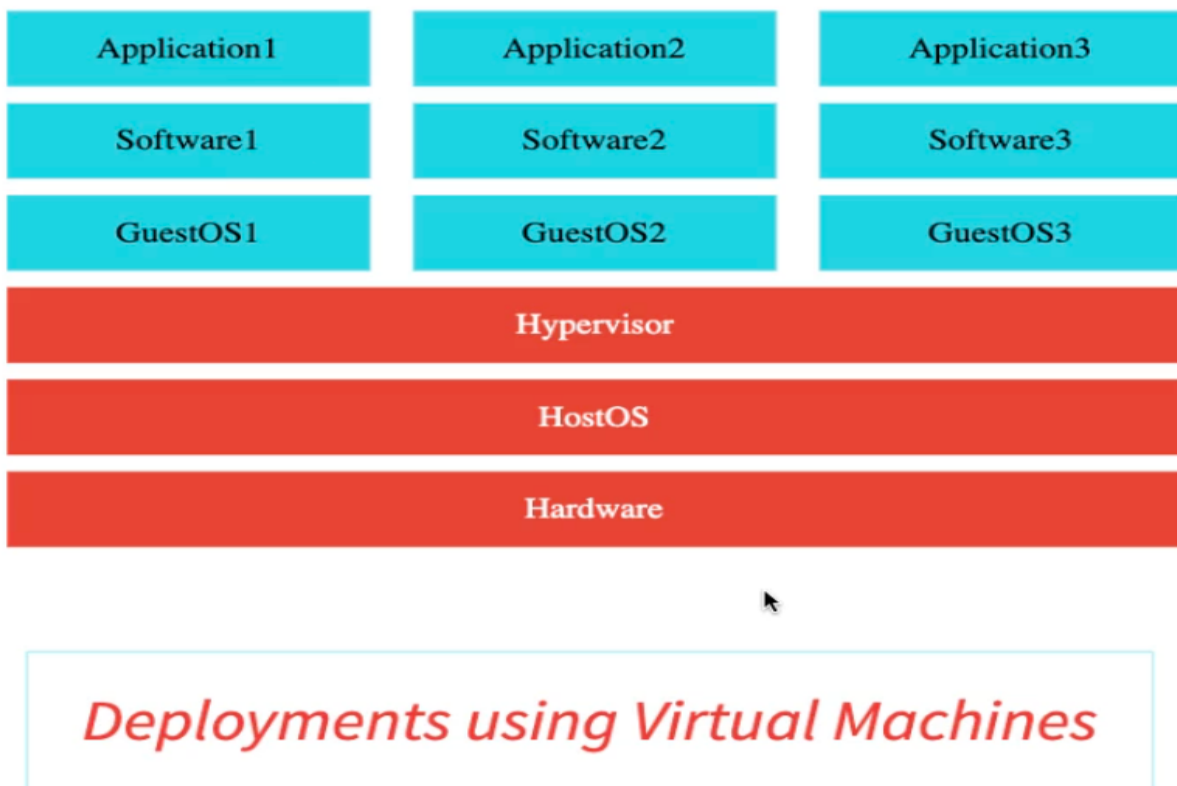 Application1 Application2 Application3
Software1 Software2 Software3
GuestOS1 GuestOS2 GuestOS3
Hypervisor
HostOS
Hardware
Deployments using Virtual Machines